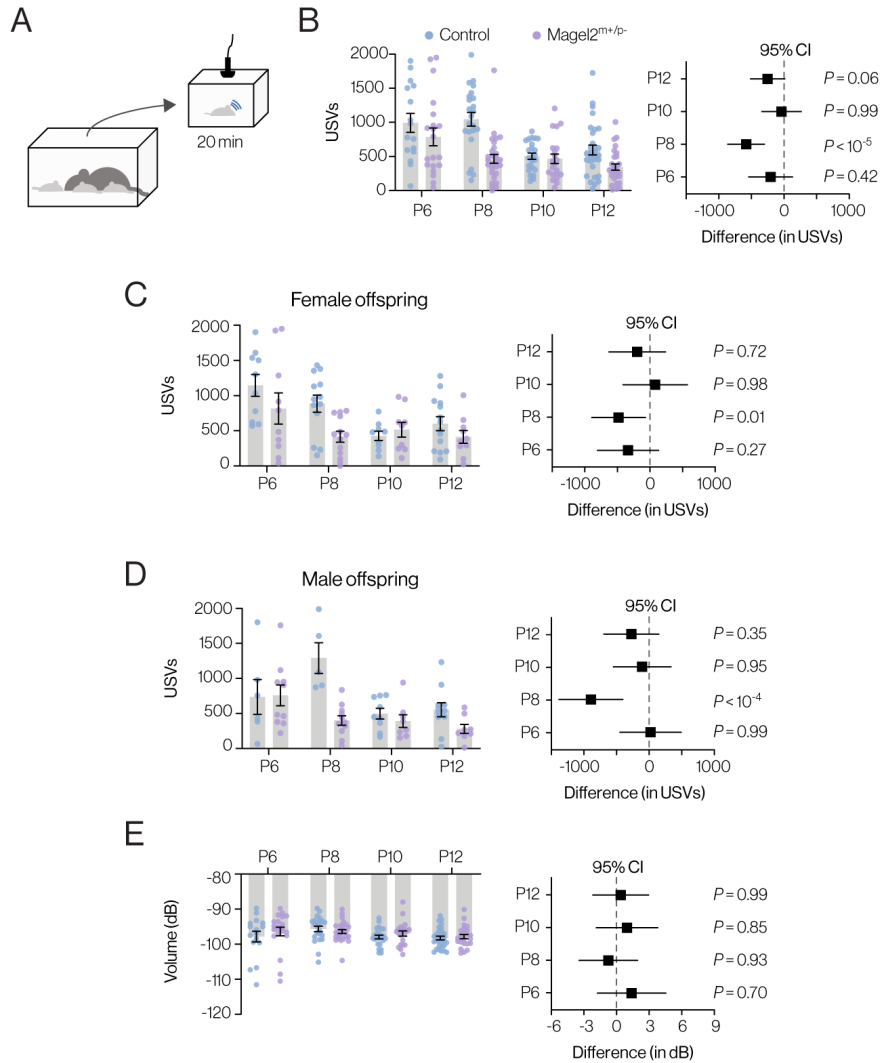 A
20 min
B
Control
Magel2m+/p-
USVs
2000
1500
1000
500
0
P6
P8
P10
P12
95% CI
P12
P = 0.06
P10
P = 0.99
P8
P < 10-5
P6
P = 0.42
-1000
0
1000
Difference (in USVs)
C
Female offspring
USVs
2000
1500
1000
500
0
P6
P8
P10
P12
95% CI
P12
P = 0.72
P10
P = 0.98
P8
P = 0.01
P6
P = 0.27
-1000
0
1000
Difference (in USVs)
D
Male offspring
USVs
2000
1500
1000
500
0
P6
P8
P10
P12
95% CI
P12
P = 0.35
P10
P = 0.95
P8
P < 10-4
P6
P = 0.99
-1000
0
1000
Difference (in USVs)
E
P6
P8
P10
P12
Volume (dB)
-80
-90
-100
-110
-120
95% CI
P12
P = 0.99
P10
P = 0.85
P8
P = 0.93
P6
P = 0.70
-6
-3
0
3
6
9
Difference (in dB)